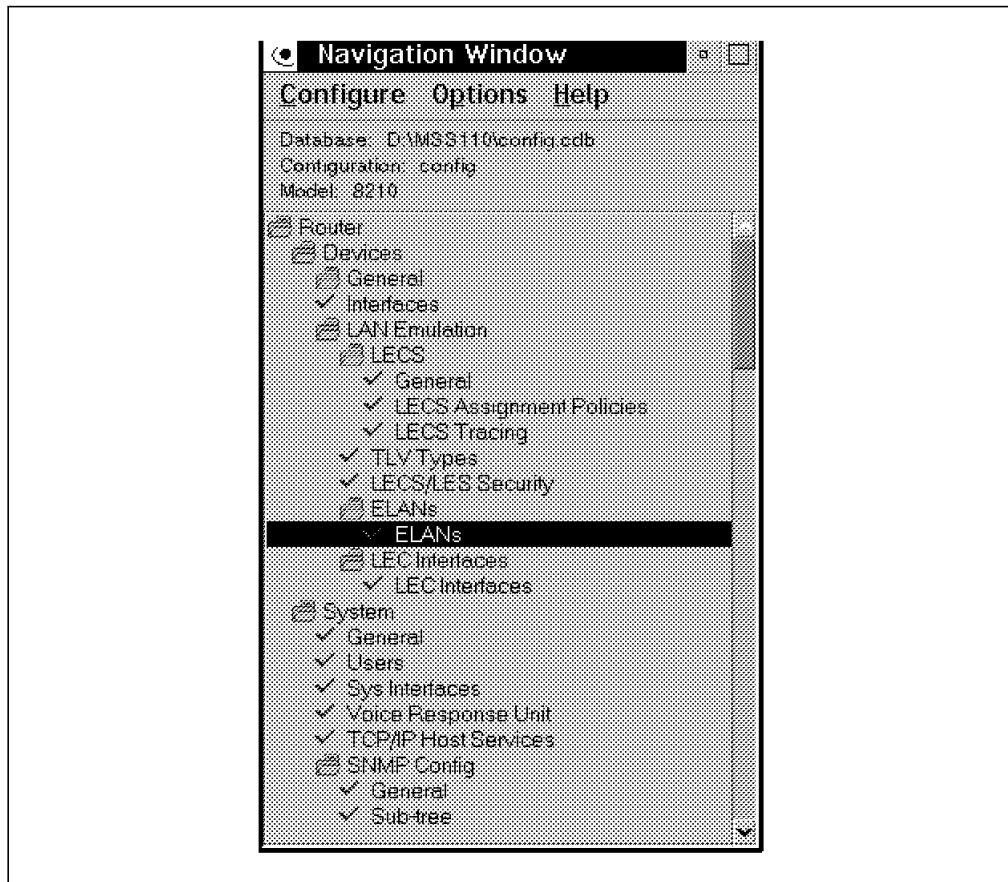 Navigation Window
Configure Options Help
Database: D:\MSS110\config.cdb
Configuration: config
Model: 8210
Router
Devices
General
Interfaces
LAN Emulation
LECS
General
LECS Assignment Policies
LECS Tracing
TLV Types
LECS/LES Security
ELANs
ELANs
LEC Interfaces
LEC Interfaces
System
General
Users
Sys Interfaces
Voice Response Unit
TCP/IP Host Services
SNMP Config
General
Sub-tree